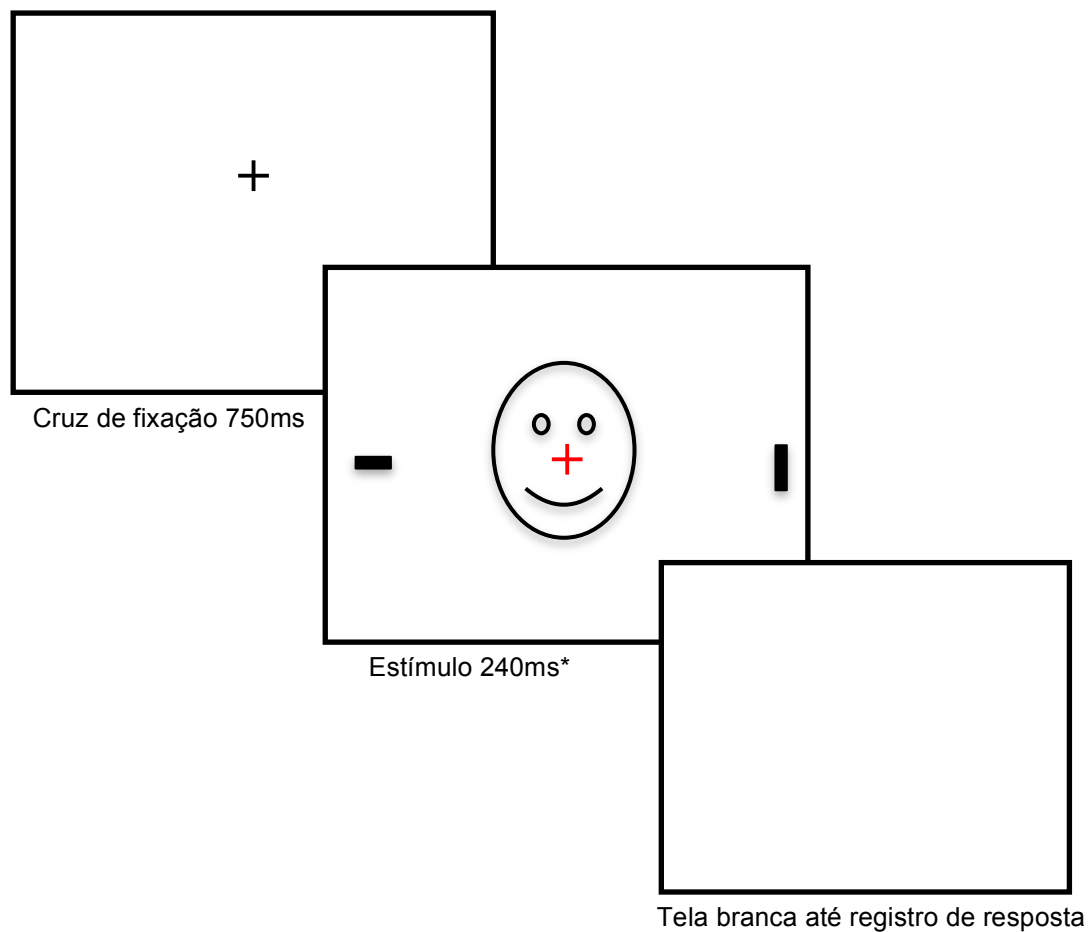 Cruz de fixação 750ms
Estímulo 240ms*
Tela branca até registro de resposta